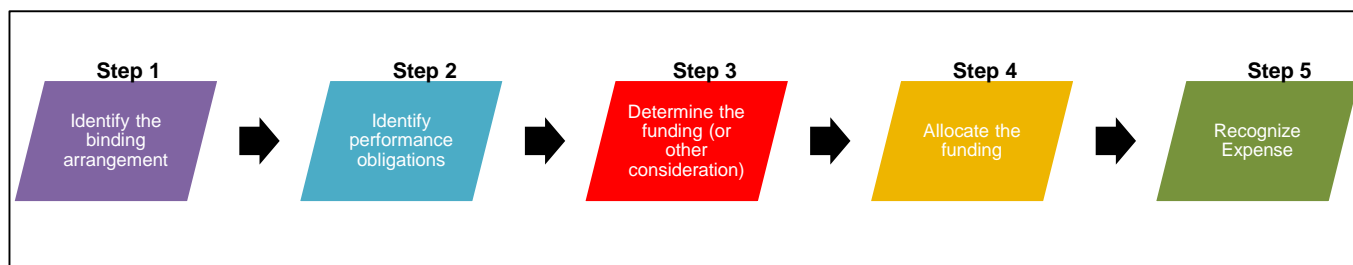 Step 1
Identify the
binding
arrangement
Step 2
Identify
performance
obligations
Step 3
Determine the
funding (or
other
consideration)
Step 4
Allocate the
funding
Step 5
Recognize
Expense